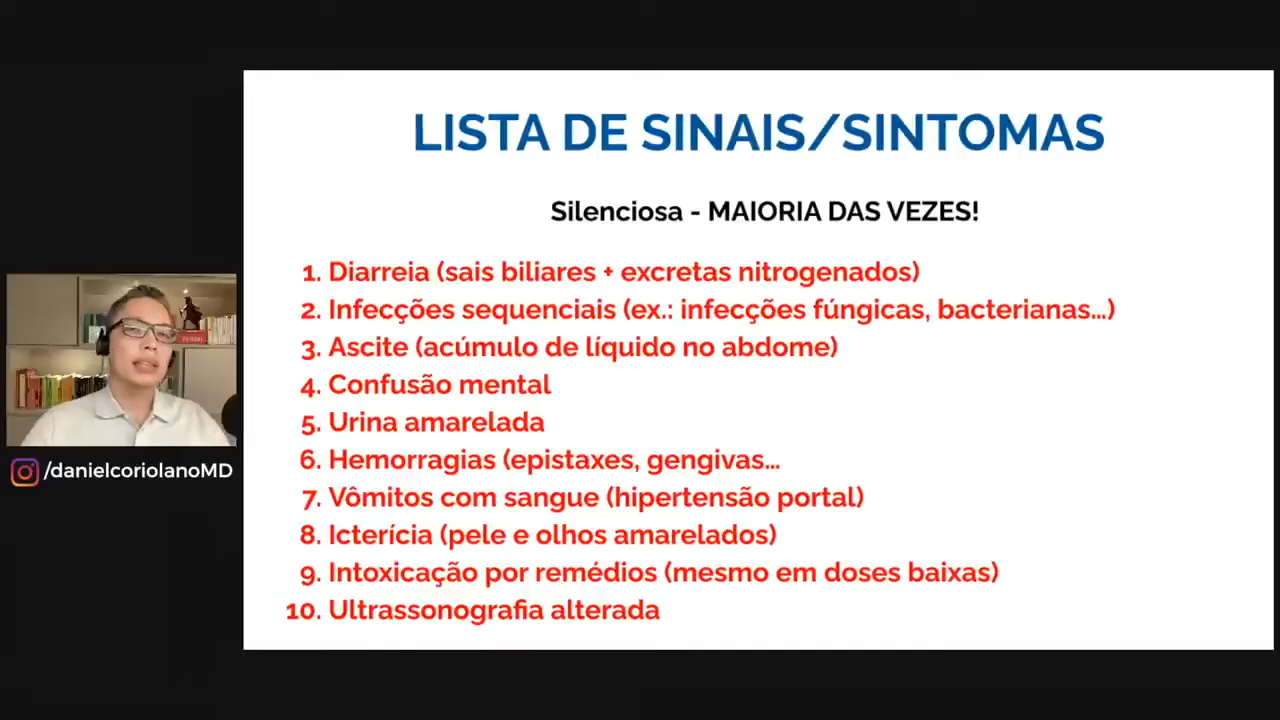 LISTA DE SINAIS/SINTOMAS
Silenciosa - MAIORIA DAS VEZES!
1. Diarreia (sais biliares + excretas nitrogenados)
2. Infecções sequenciais (ex.: infecções fúngicas, bacterianas...)
3. Ascite (acúmulo de líquido no abdome)
4. Confusão mental
5. Urina amarelada
6. Hemorragias (epistaxes, gengivas...
7. Vômitos com sangue (hipertensão portal)
8. Icterícia (pele e olhos amarelados)
9. Intoxicação por remédios (mesmo em doses baixas)
10. Ultrassonografia alterada
/danielcoriolanoMD